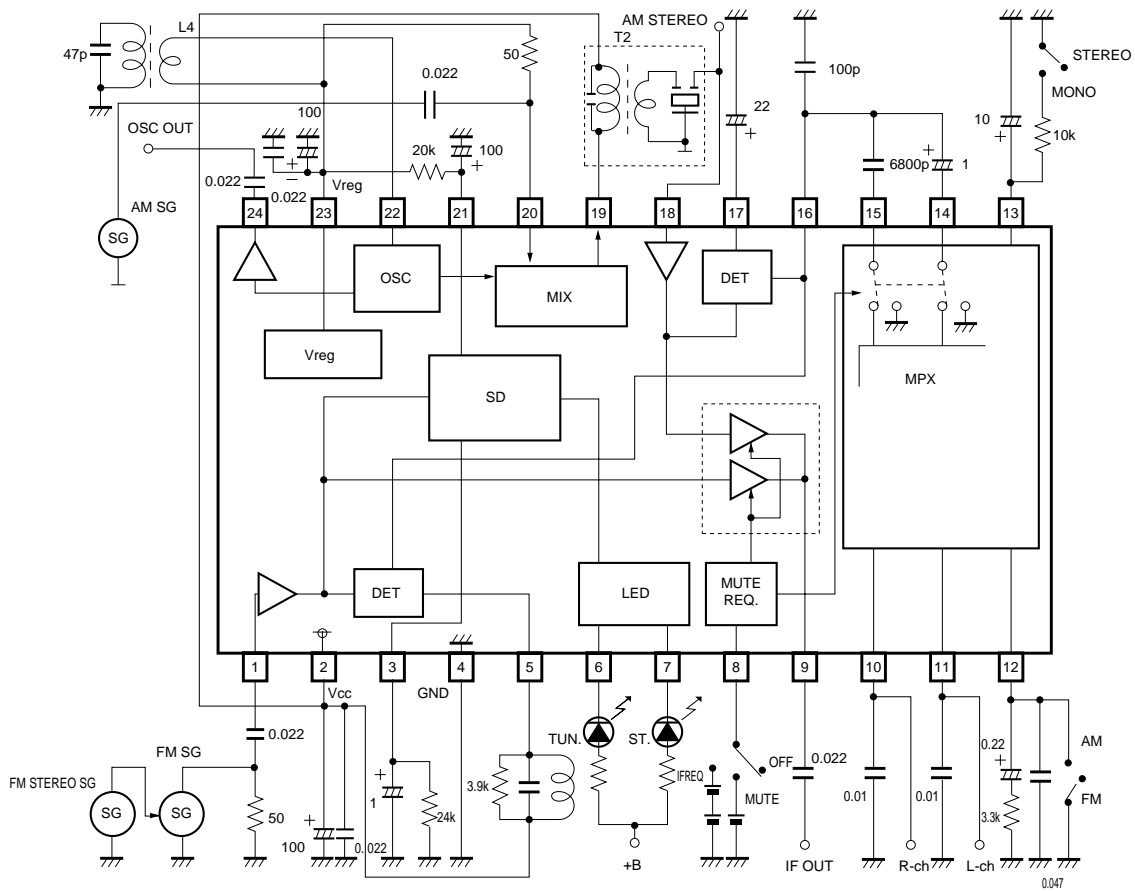 AM STEREO
L4
T2
47p
50
STEREO
0.022
100p
MONO
OSC OUT
100
22
10
10k
20k
100
6800p
1
0.022
0.022
Vreg
AM SG
24
23
22
21
20
19
18
17
16
15
14
13
SG
OSC
MIX
DET
Vreg
SD
MPX
DET
LED
MUTE
REQ.
1
2
3
4
5
6
7
8
9
10
11
12
Vcc
GND
0.022
TUN.
ST.
OFF
0.022
0.22
AM
FM SG
IFREQ
FM STEREO SG
3.9k
MUTE
0.01
0.01
FM
SG
SG
50
1
24k
3.3k
100
0.022
+B
IF OUT
R-ch
L-ch
0.047